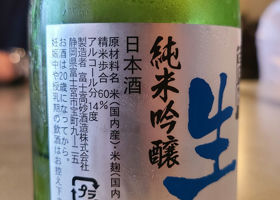 生
純米吟醸
日本酒
原材料名 米(国内産)・米麹(国内
精米歩合 60%
アルコール分 14度
製造者 富士高砂酒造株式会社
静岡県富士宮市宝町九-二五
お酒は20歳になってから。
妊娠中や授乳期の飲酒はお控え下
プラ